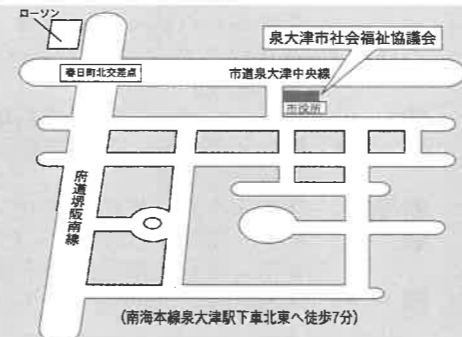 ローソン
泉大津市社会福祉協議会
春日町北交差点
市道泉大津中央線
市役所
府道堺阪南線
(南海本線泉大津駅下車北東へ徒歩7分)